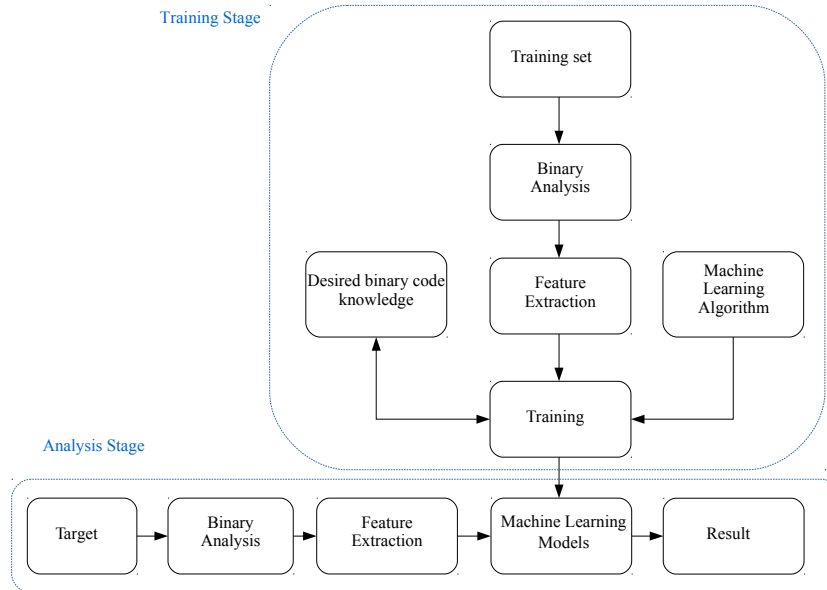 Training Stage
Training set
Binary
Analysis
Desired binary code
knowledge
Feature
Extraction
Machine
Learning
Algorithm
Training
Analysis Stage
Target
Binary
Analysis
Feature
Extraction
Machine Learning
Models
Result